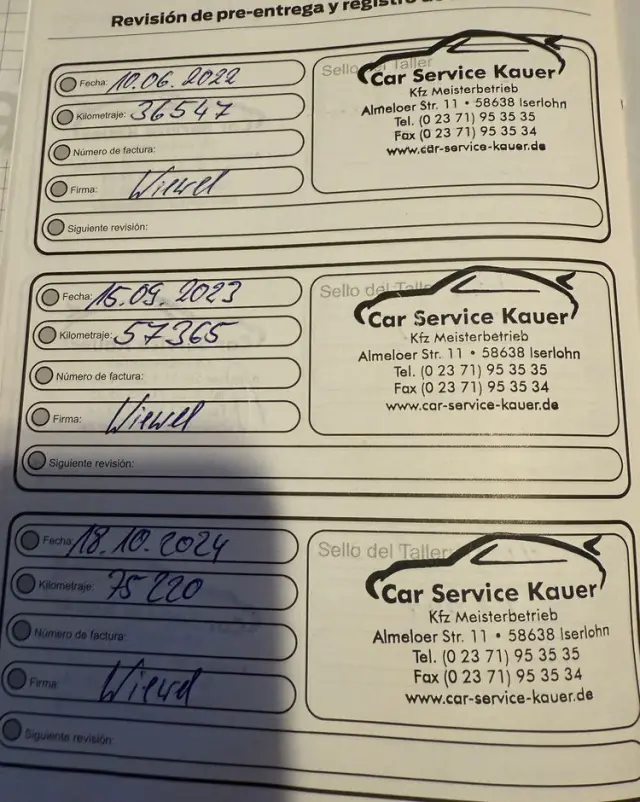 Revisión de pre-entrega y registro de
Fecha: 10.06.2022
Kilometraje: 36547
Número de factura:
Firma: Wiewel
Siguiente revisión:
Sello del Taller
Car Service Kauer
Kfz Meisterbetrieb
Almeloer Str. 11 • 58638 Iserlohn
Tel. (0 23 71) 95 35 35
Fax (0 23 71) 95 35 34
www.car-service-kauer.de
Fecha: 15.09.2023
Kilometraje: 57365
Número de factura:
Firma: Wiewel
Siguiente revisión:
Sello del Taller
Car Service Kauer
Kfz Meisterbetrieb
Almeloer Str. 11 • 58638 Iserlohn
Tel. (0 23 71) 95 35 35
Fax (0 23 71) 95 35 34
www.car-service-kauer.de
Fecha: 18.10.2024
Kilometraje: 75220
Número de factura:
Firma: Wiewel
Siguiente revisión:
Sello del Taller
Car Service Kauer
Kfz Meisterbetrieb
Almeloer Str. 11 • 58638 Iserlohn
Tel. (0 23 71) 95 35 35
Fax (0 23 71) 95 35 34
www.car-service-kauer.de